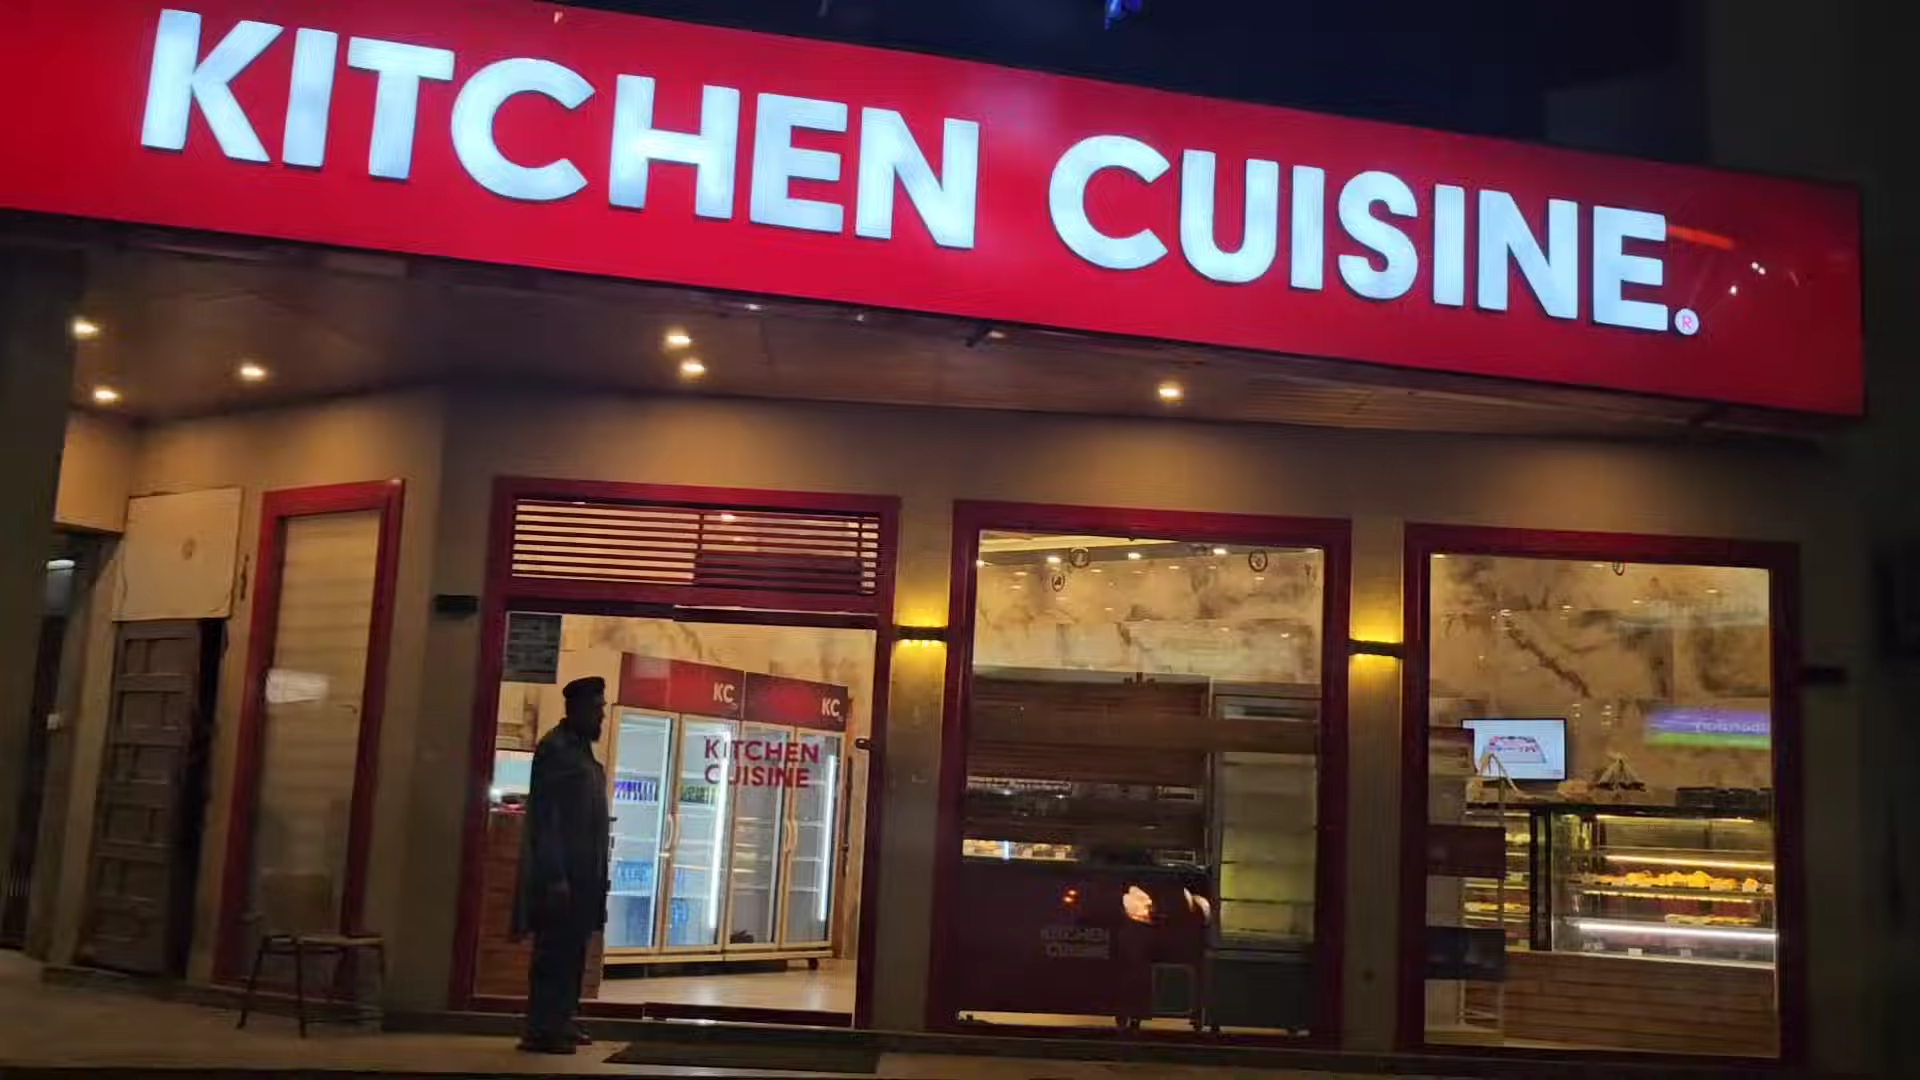 KITCHEN CUISINE ®
KC
KC
KITCHEN
CUISINE
KITCHEN
CUISINE